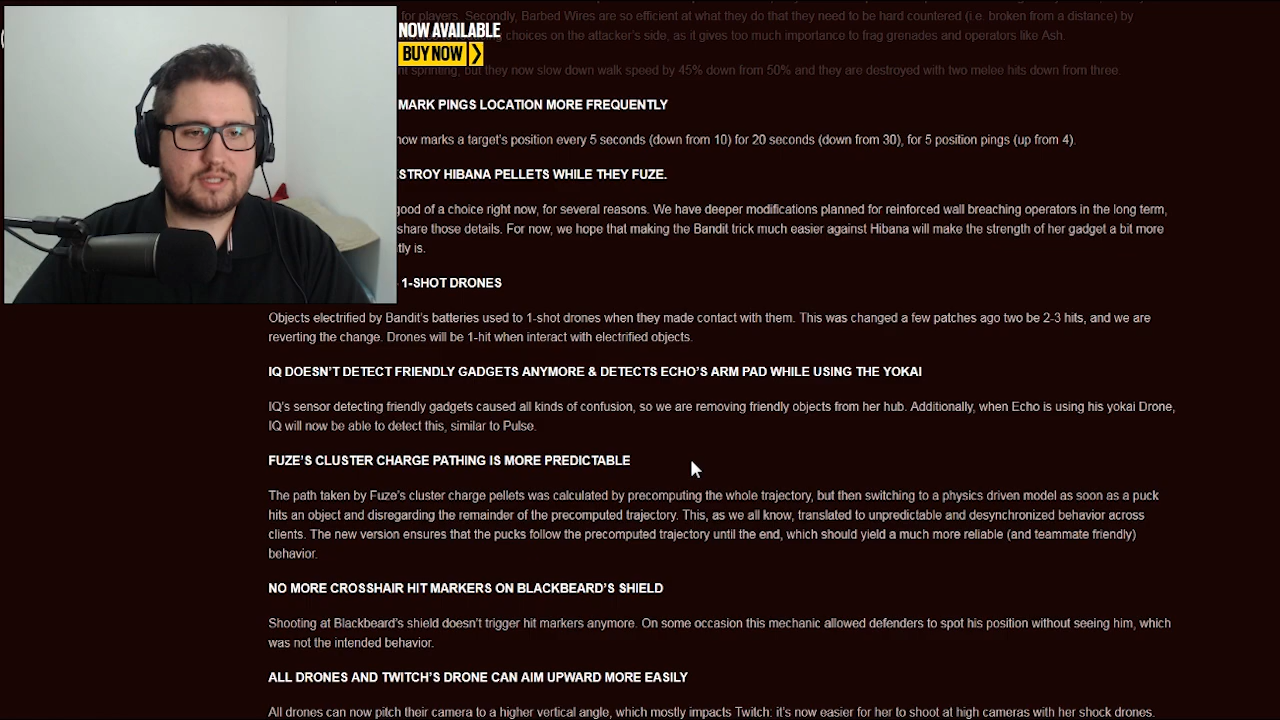 for players. Secondly, Barbed Wires are so efficient at what they do that they need to be hard countered (i.e. broken from a distance) by
NOW AVAILABLE
choices on the attacker's side, as it gives too much importance to frag grenades and operators like Ash.
BUY NOW
sprinting, but they now slow down walk speed by 45% down from 50% and they are destroyed with two melee hits down from three.
MARK PINGS LOCATION MORE FREQUENTLY
now marks a target's position every 5 seconds (down from 10) for 20 seconds (down from 30), for 5 position pings (up from 4).
STROY HIBANA PELLETS WHILE THEY FUZE.
good of a choice right now, for several reasons. We have deeper modifications planned for reinforced wall breaching operators in the long term,
share those details. For now, we hope that making the Bandit trick much easier against Hibana will make the strength of her gadget a bit more
tly is.
1-SHOT DRONES
Objects electrified by Bandit's batteries used to 1-shot drones when they made contact with them. This was changed a few patches ago two be 2-3 hits, and we are
reverting the change. Drones will be 1-hit when interact with electrified objects.
IQ DOESN'T DETECT FRIENDLY GADGETS ANYMORE & DETECTS ECHO'S ARM PAD WHILE USING THE YOKAI
IQ's sensor detecting friendly gadgets caused all kinds of confusion, so we are removing friendly objects from her hub. Additionally, when Echo is using his yokai Drone,
IQ will now be able to detect this, similar to Pulse.
FUZE'S CLUSTER CHARGE PATHING IS MORE PREDICTABLE
The path taken by Fuze's cluster charge pellets was calculated by precomputing the whole trajectory, but then switching to a physics driven model as soon as a puck
hits an object and disregarding the remainder of the precomputed trajectory. This, as we all know, translated to unpredictable and desynchronized behavior across
clients. The new version ensures that the pucks follow the precomputed trajectory until the end, which should yield a much more reliable (and teammate friendly)
behavior.
NO MORE CROSSHAIR HIT MARKERS ON BLACKBEARD'S SHIELD
Shooting at Blackbeard's shield doesn't trigger hit markers anymore. On some occasion this mechanic allowed defenders to spot his position without seeing him, which
was not the intended behavior.
ALL DRONES AND TWITCH'S DRONE CAN AIM UPWARD MORE EASILY
All drones can now pitch their camera to a higher vertical angle, which mostly impacts Twitch: it's now easier for her to shoot at high cameras with her shock drones.